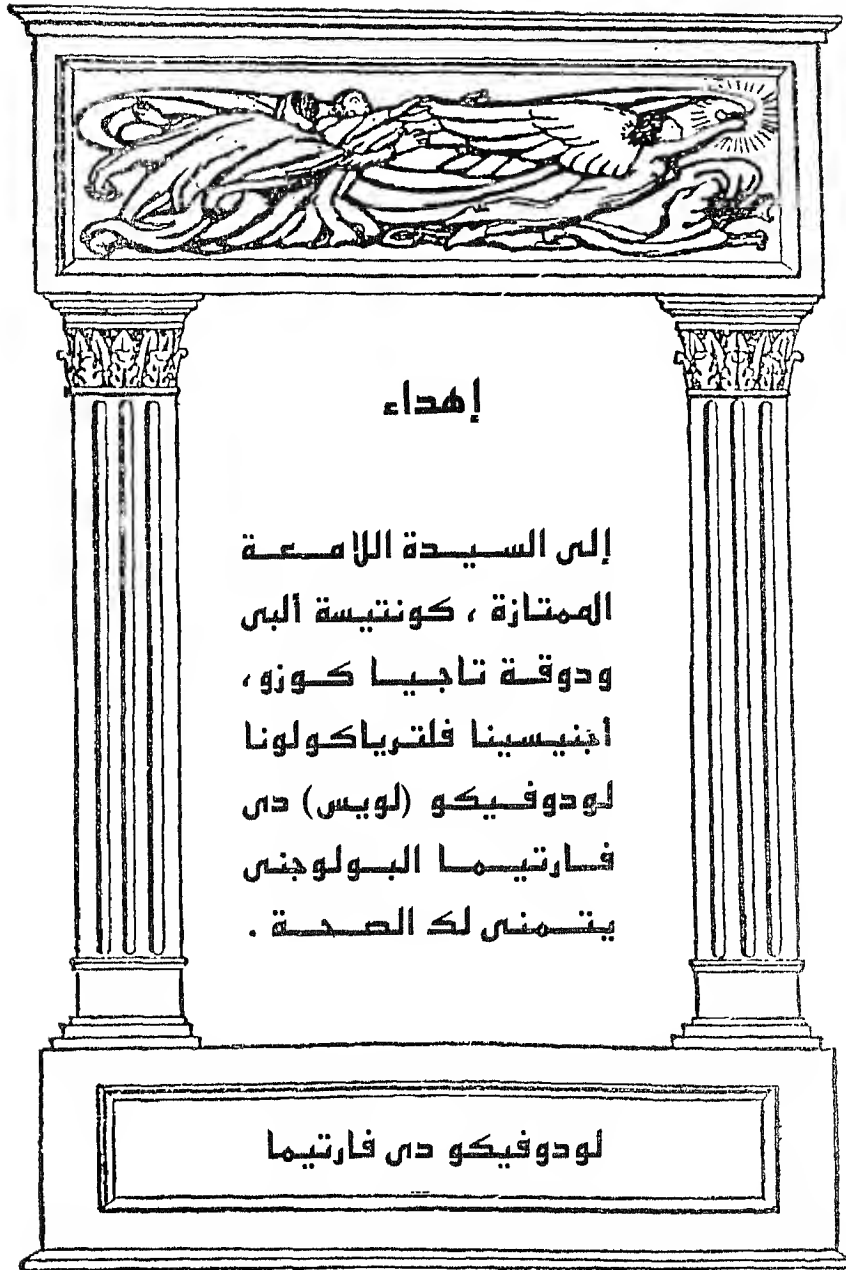 إهداء
إلى السيدة اللامعة
الممتازة ، كونتيسة ألبى
ودوقة تاجيا كوزو،
أجنيسينا فلترياكولونا
لودوفيكو (لويس) دى
فارتيما البولوجنى
يتمنى لك الصحة .
لودوفيكو دى فارتيما